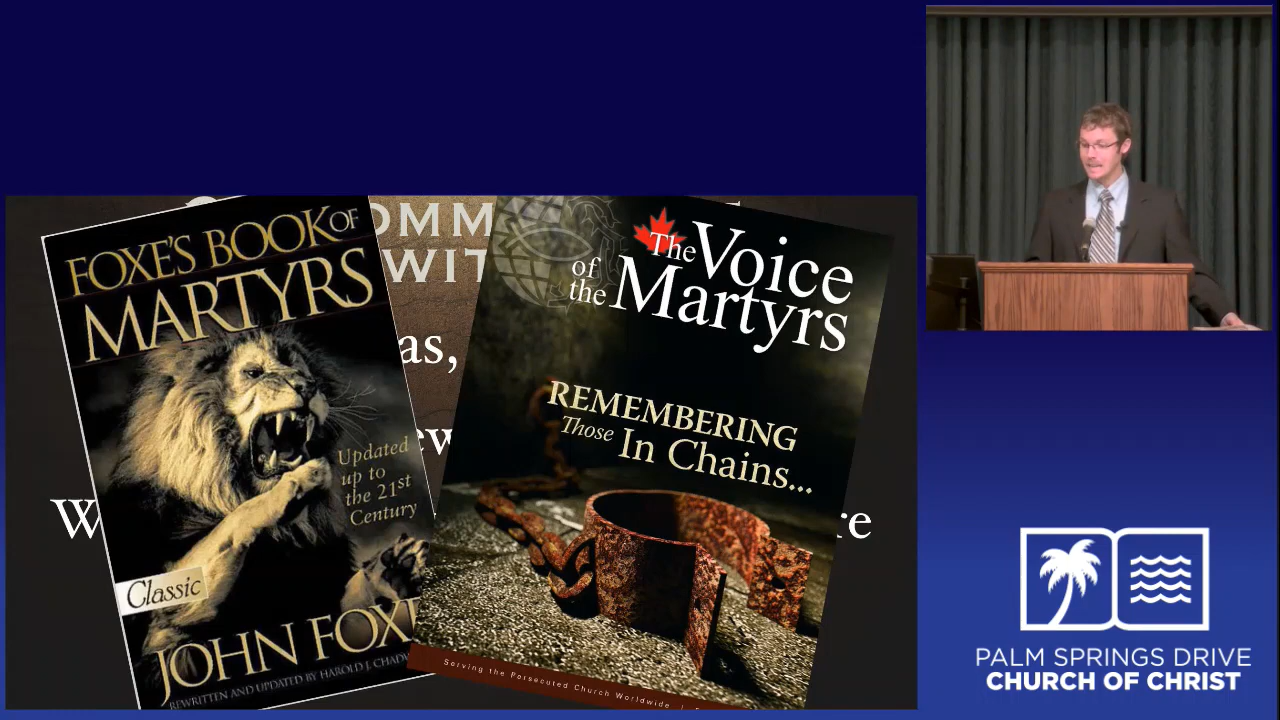 FOXE'S BOOK OF
MARTYRS
Updated
up to
the 21st
Century
Classic
JOHN FOXE
REWRITTEN AND UPDATED BY HAROLD J.
The Voice
of the Martyrs
REMEMBERING
Those In Chains...
Serving the Persecuted Church Worldwide
as,
PALM SPRINGS DRIVE
CHURCH OF CHRIST